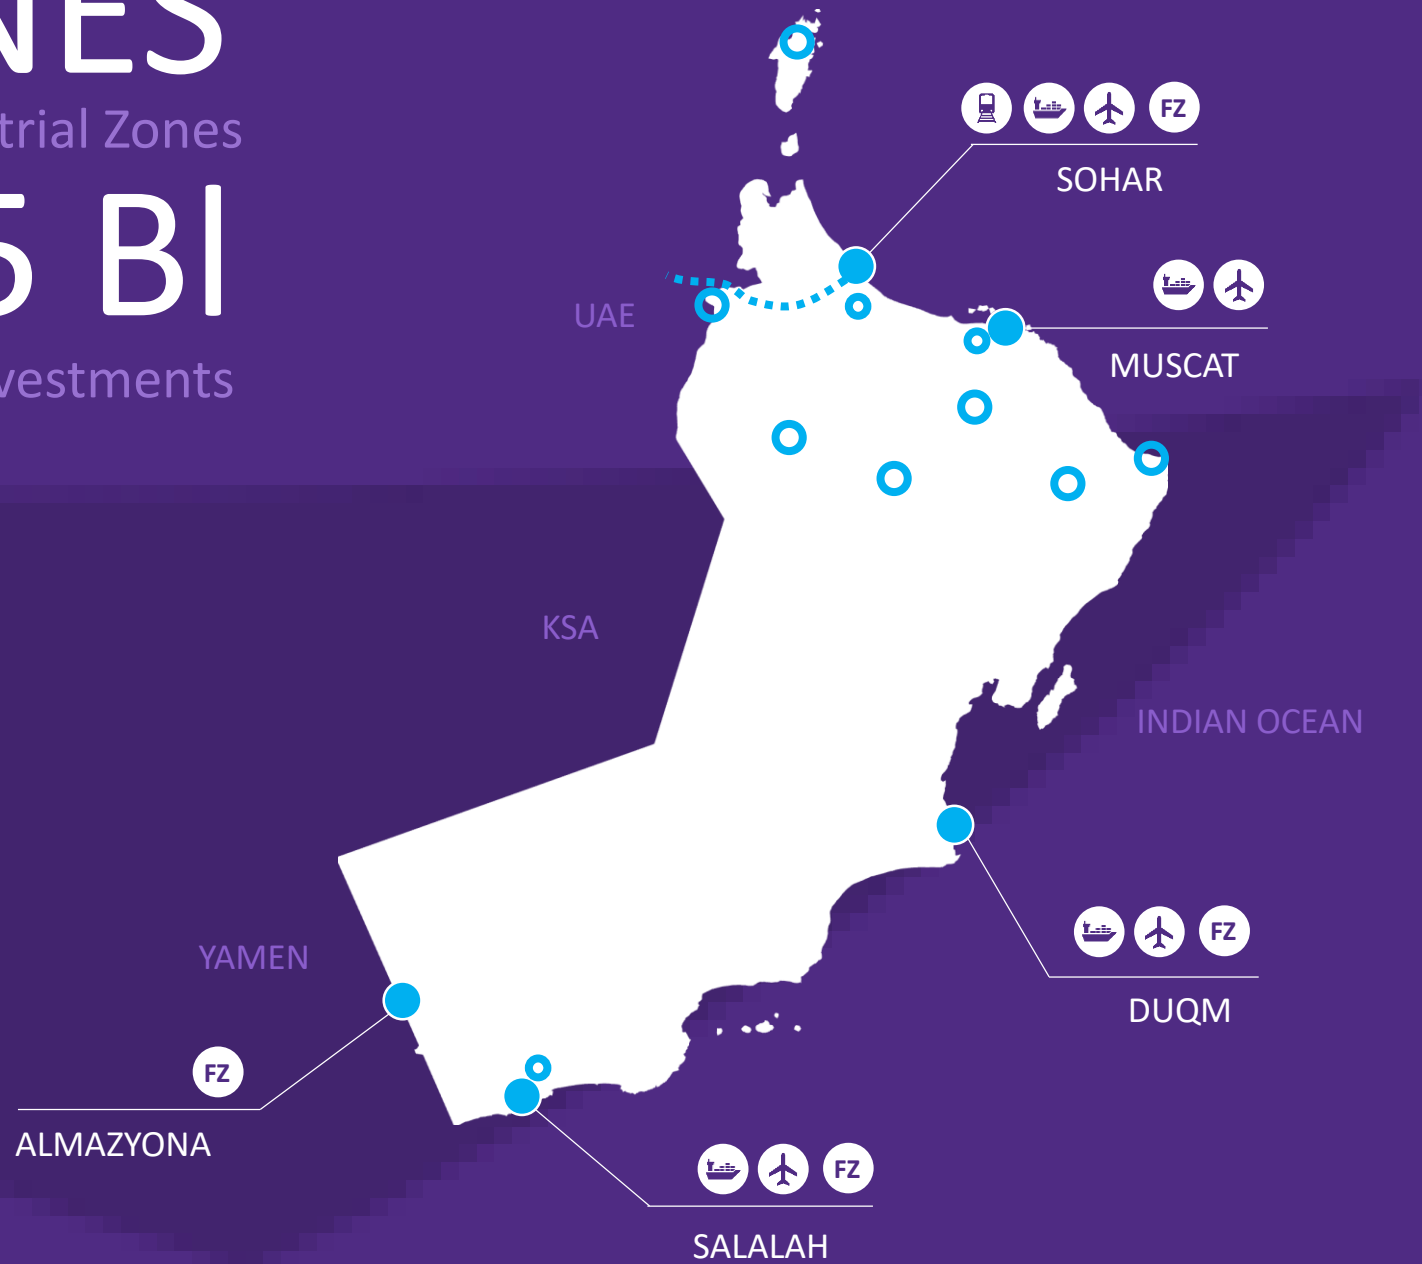 NES
trial Zones
5 Bl
vestments
FZ
SOHAR
MUSCAT
UAE
KSA
INDIAN OCEAN
YAMEN
FZ
DUQM
FZ
ALMAZYONA
FZ
SALALAH